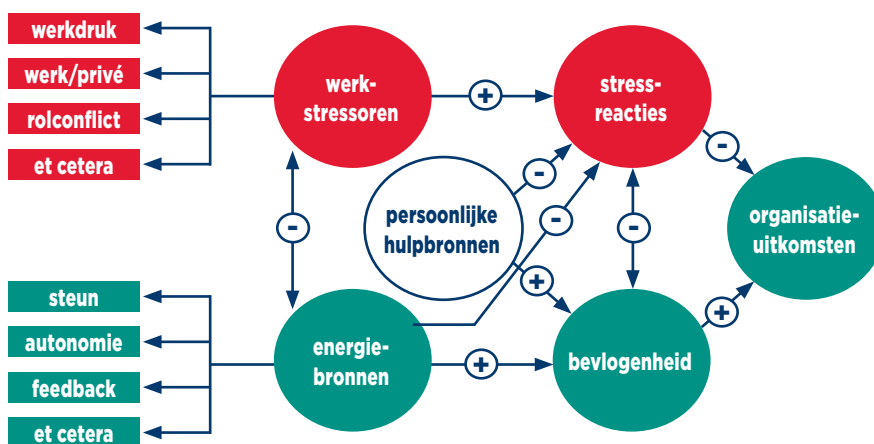 werkdruk
werk/privé
rolconflict
et cetera
werk-
stressoren
+
stress-
reacties
-
-
-
-
-
persoonlijke
hulpbronnen
organisatie-
uitkomsten
+
+
steun
autonomie
feedback
et cetera
energie-
bronnen
+
bevlogenheid